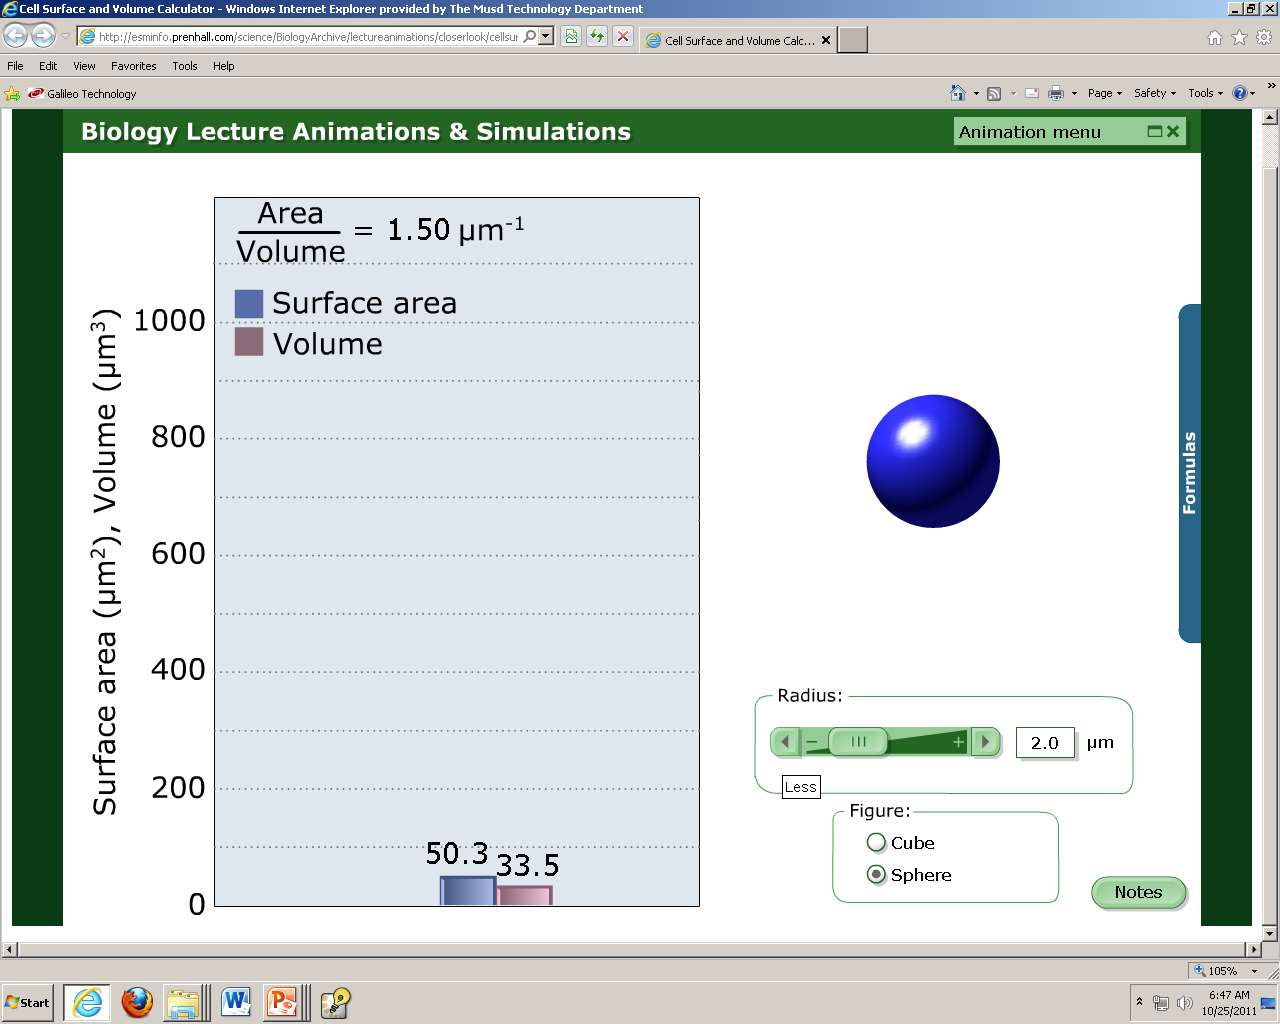 Cell Surface and Volume Calculator - Windows Internet Explorer provided by The Musd Technology Department
http://esminfo.prenhall.com/science/BiologyArchive/lectureanimations/closerlook/cellsur
Cell Surface and Volume Calc...
File Edit View Favorites Tools Help
Galileo Technology
Page Safety Tools
Biology Lecture Animations & Simulations
Animation menu
Area
Volume
= 1.50 µm-1
Surface area
Volume
Surface area (µm2), Volume (µm3)
1000
800
600
400
200
0
50.3
33.5
Formulas
Radius:
2.0 µm
Less
Figure:
Cube
Sphere
Notes
105%
Start
6:47 AM
10/25/2011